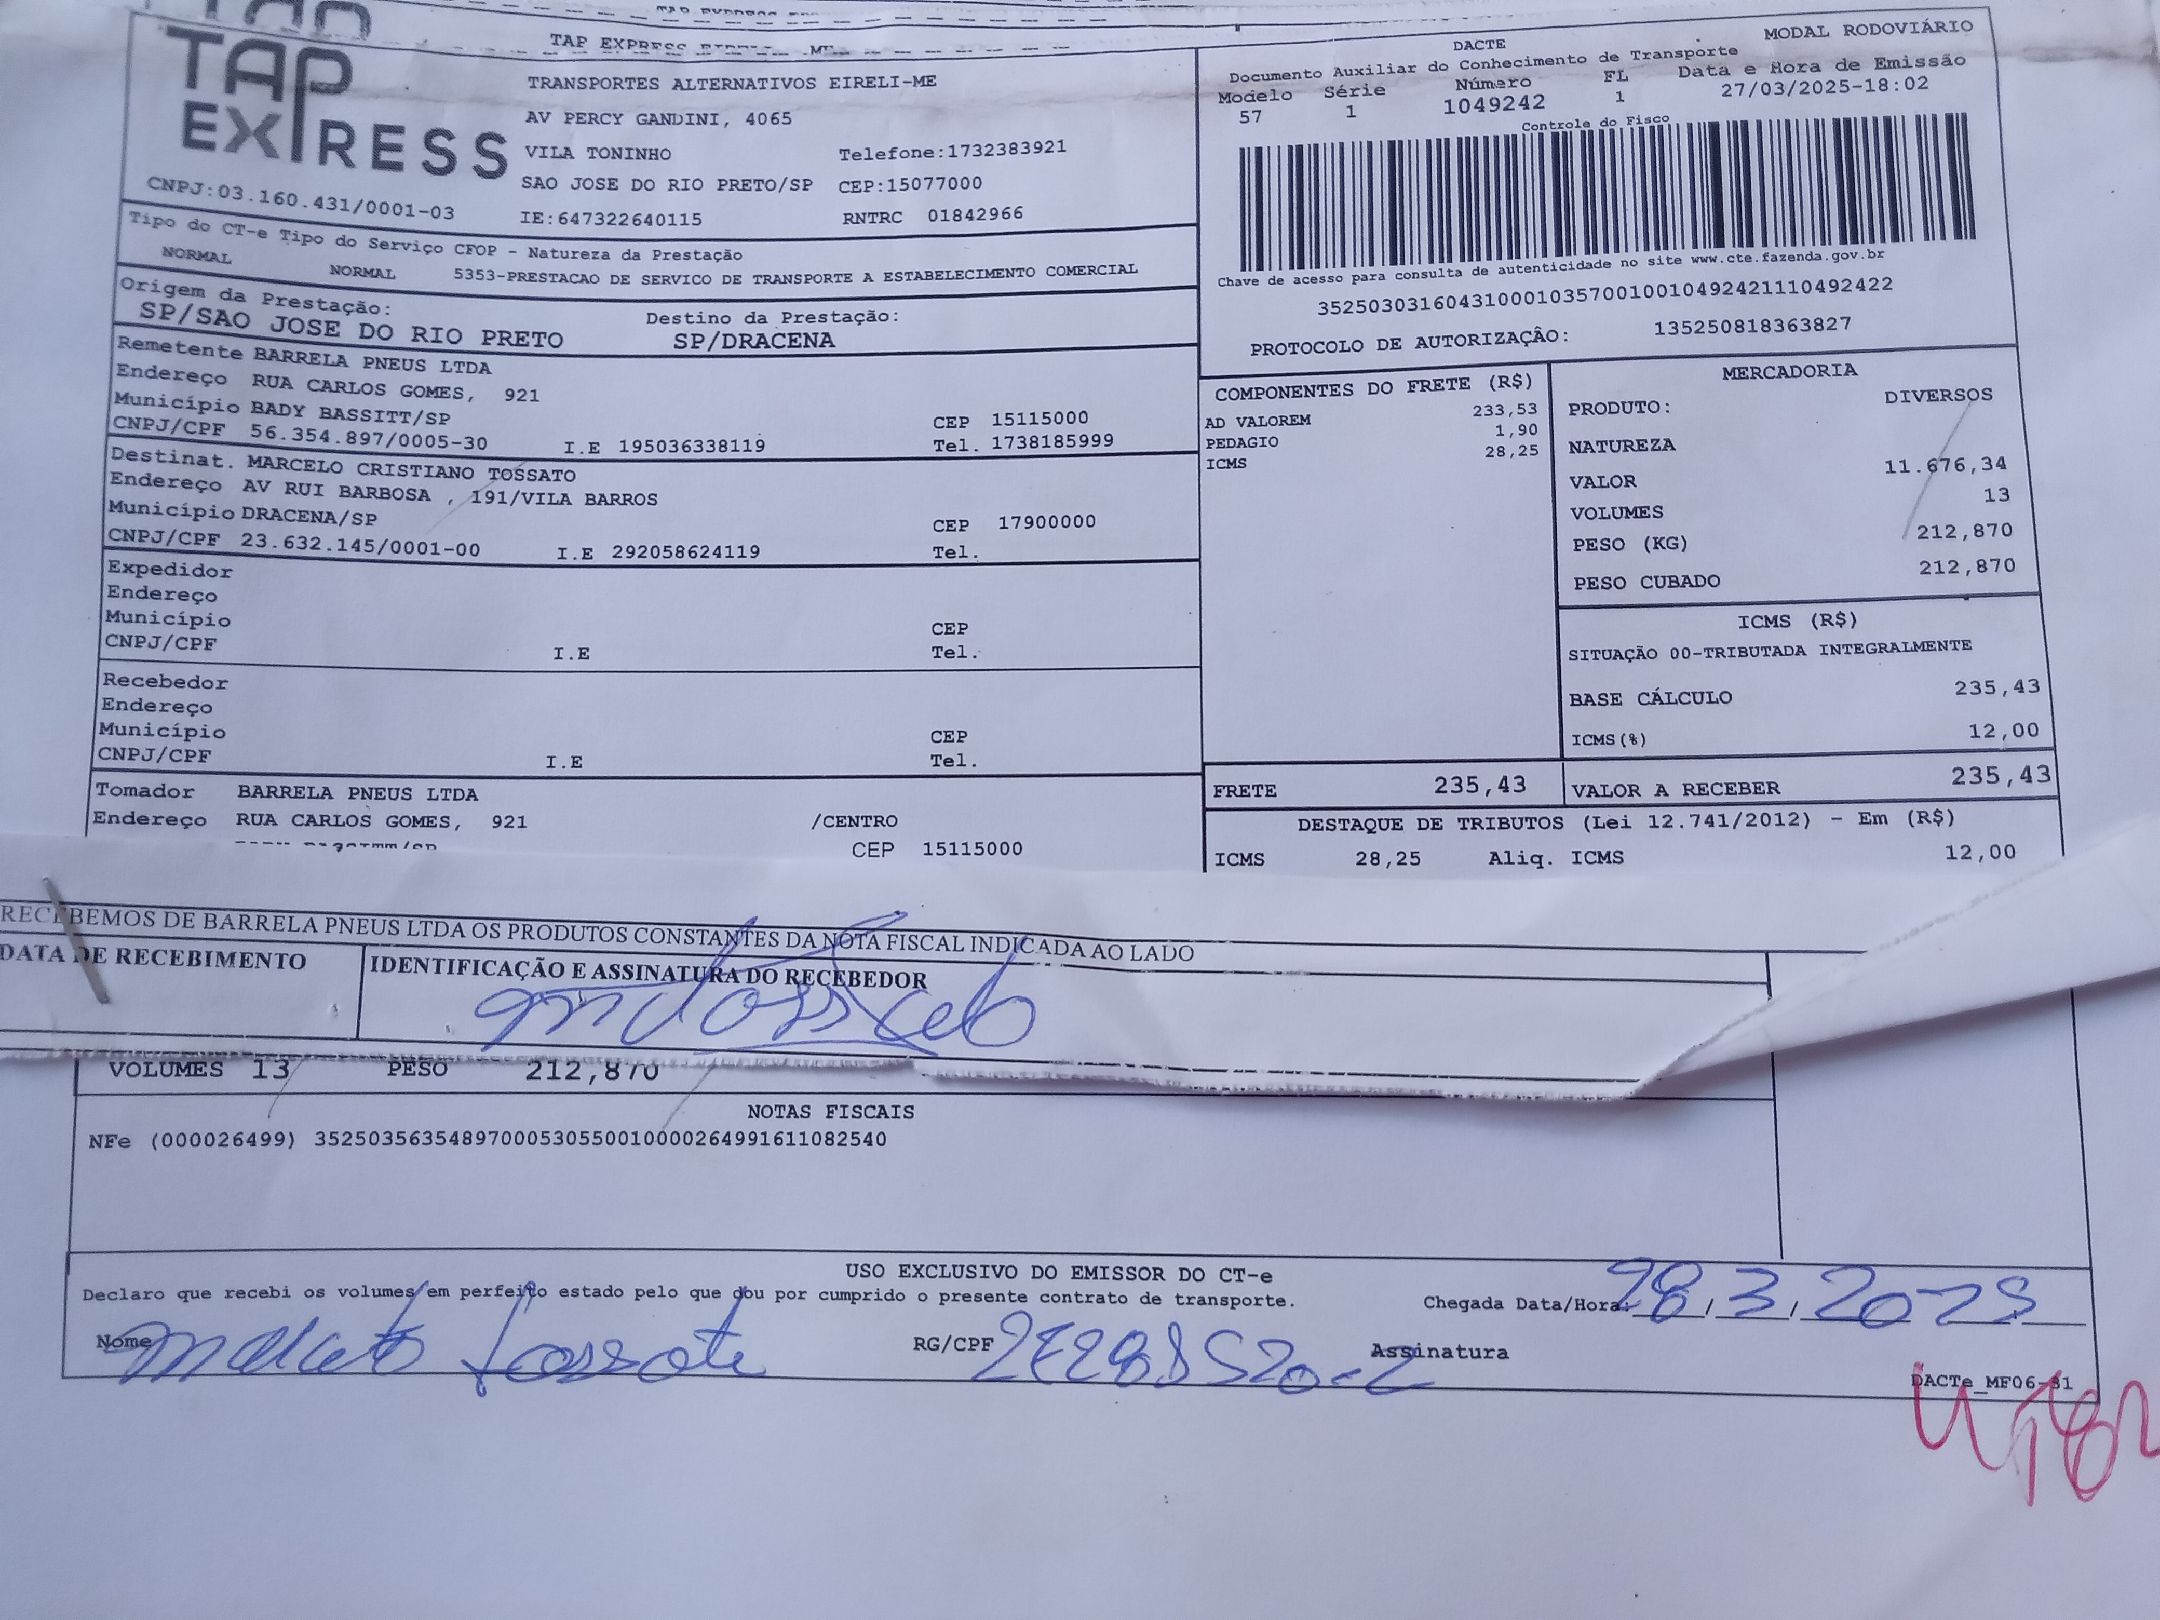 TAP EXPRESS
TRANSPORTES ALTERNATIVOS EIRELI-ME
AV PERCY GANDINI, 4065
VILA TONINHO Telefone:1732383921
SAO JOSE DO RIO PRETO/SP CEP:15077000
CNPJ:03.160.431/0001-03 IE:647322640115 RNTRC 01842966
Tipo do CT-e Tipo do Serviço CFOP - Natureza da Prestação
NORMAL NORMAL 5353-PRESTACAO DE SERVICO DE TRANSPORTE A ESTABELECIMENTO COMERCIAL
Origem da Prestação: Destino da Prestação:
SP/SAO JOSE DO RIO PRETO SP/DRACENA
Remetente BARRELA PNEUS LTDA
Endereço RUA CARLOS GOMES, 921
Município BADY BASSITT/SP CEP 15115000
CNPJ/CPF 56.354.897/0005-30 I.E 195036338119 Tel. 1738185999
Destinat. MARCELO CRISTIANO TOSSATO
Endereço AV RUI BARBOSA , 191/VILA BARROS
Município DRACENA/SP CEP 17900000
CNPJ/CPF 23.632.145/0001-00 I.E 292058624119 Tel.
Expedidor
Endereço
Município CEP
CNPJ/CPF I.E Tel.
Recebedor
Endereço
Município CEP
CNPJ/CPF I.E Tel.
Tomador BARRELA PNEUS LTDA
Endereço RUA CARLOS GOMES, 921 /CENTRO
CEP 15115000
DACTE MODAL RODOVIÁRIO
Documento Auxiliar do Conhecimento de Transporte
Modelo Série Número FL Data e Hora de Emissão
57 1 1049242 1 27/03/2025-18:02
Controle do Fisco
Chave de acesso para consulta de autenticidade no site www.cte.fazenda.gov.br
35250303160431000103570010010492421110492422
PROTOCOLO DE AUTORIZAÇÂO: 135250818363827
COMPONENTES DO FRETE (R$)
AD VALOREM 233,53
PEDAGIO 1,90
ICMS 28,25
MERCADORIA
PRODUTO: DIVERSOS
NATUREZA
VALOR 11.676,34
VOLUMES 13
PESO (KG) 212,870
PESO CUBADO 212,870
ICMS (R$)
SITUAÇÃO 00-TRIBUTADA INTEGRALMENTE
BASE CÁLCULO 235,43
ICMS(%) 12,00
FRETE 235,43 VALOR A RECEBER 235,43
DESTAQUE DE TRIBUTOS (Lei 12.741/2012) - Em (R$)
ICMS 28,25 Aliq. ICMS 12,00
RECEBEMOS DE BARRELA PNEUS LTDA OS PRODUTOS CONSTANTES DA NOTA FISCAL INDICADA AO LADO
DATA DE RECEBIMENTO IDENTIFICAÇÃO E ASSINATURA DO RECEBEDOR
VOLUMES 13 PESO 212,870
NOTAS FISCAIS
NFe (000026499) 35250356354897000530550010000264991611082540
USO EXCLUSIVO DO EMISSOR DO CT-e
Declaro que recebi os volumes em perfeito estado pelo que dou por cumprido o presente contrato de transporte. Chegada Data/Hora: 28/3/2025
Nome RG/CPF Assinatura
DACTe_MF06-31